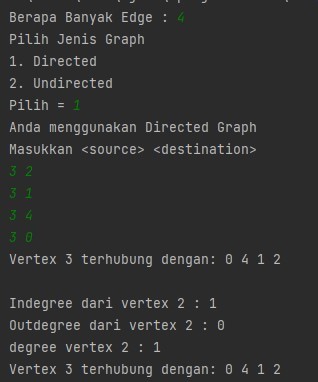 Berapa Banyak Edge : 4
Pilih Jenis Graph
1. Directed
2. Undirected
Pilih = 1
Anda menggunakan Directed Graph
Masukkan <source> <destination>
3 2
3 1
3 4
3 0
Vertex 3 terhubung dengan: 0 4 1 2
Indegree dari vertex 2 : 1
Outdegree dari vertex 2 : 0
degree vertex 2 : 1
Vertex 3 terhubung dengan: 0 4 1 2